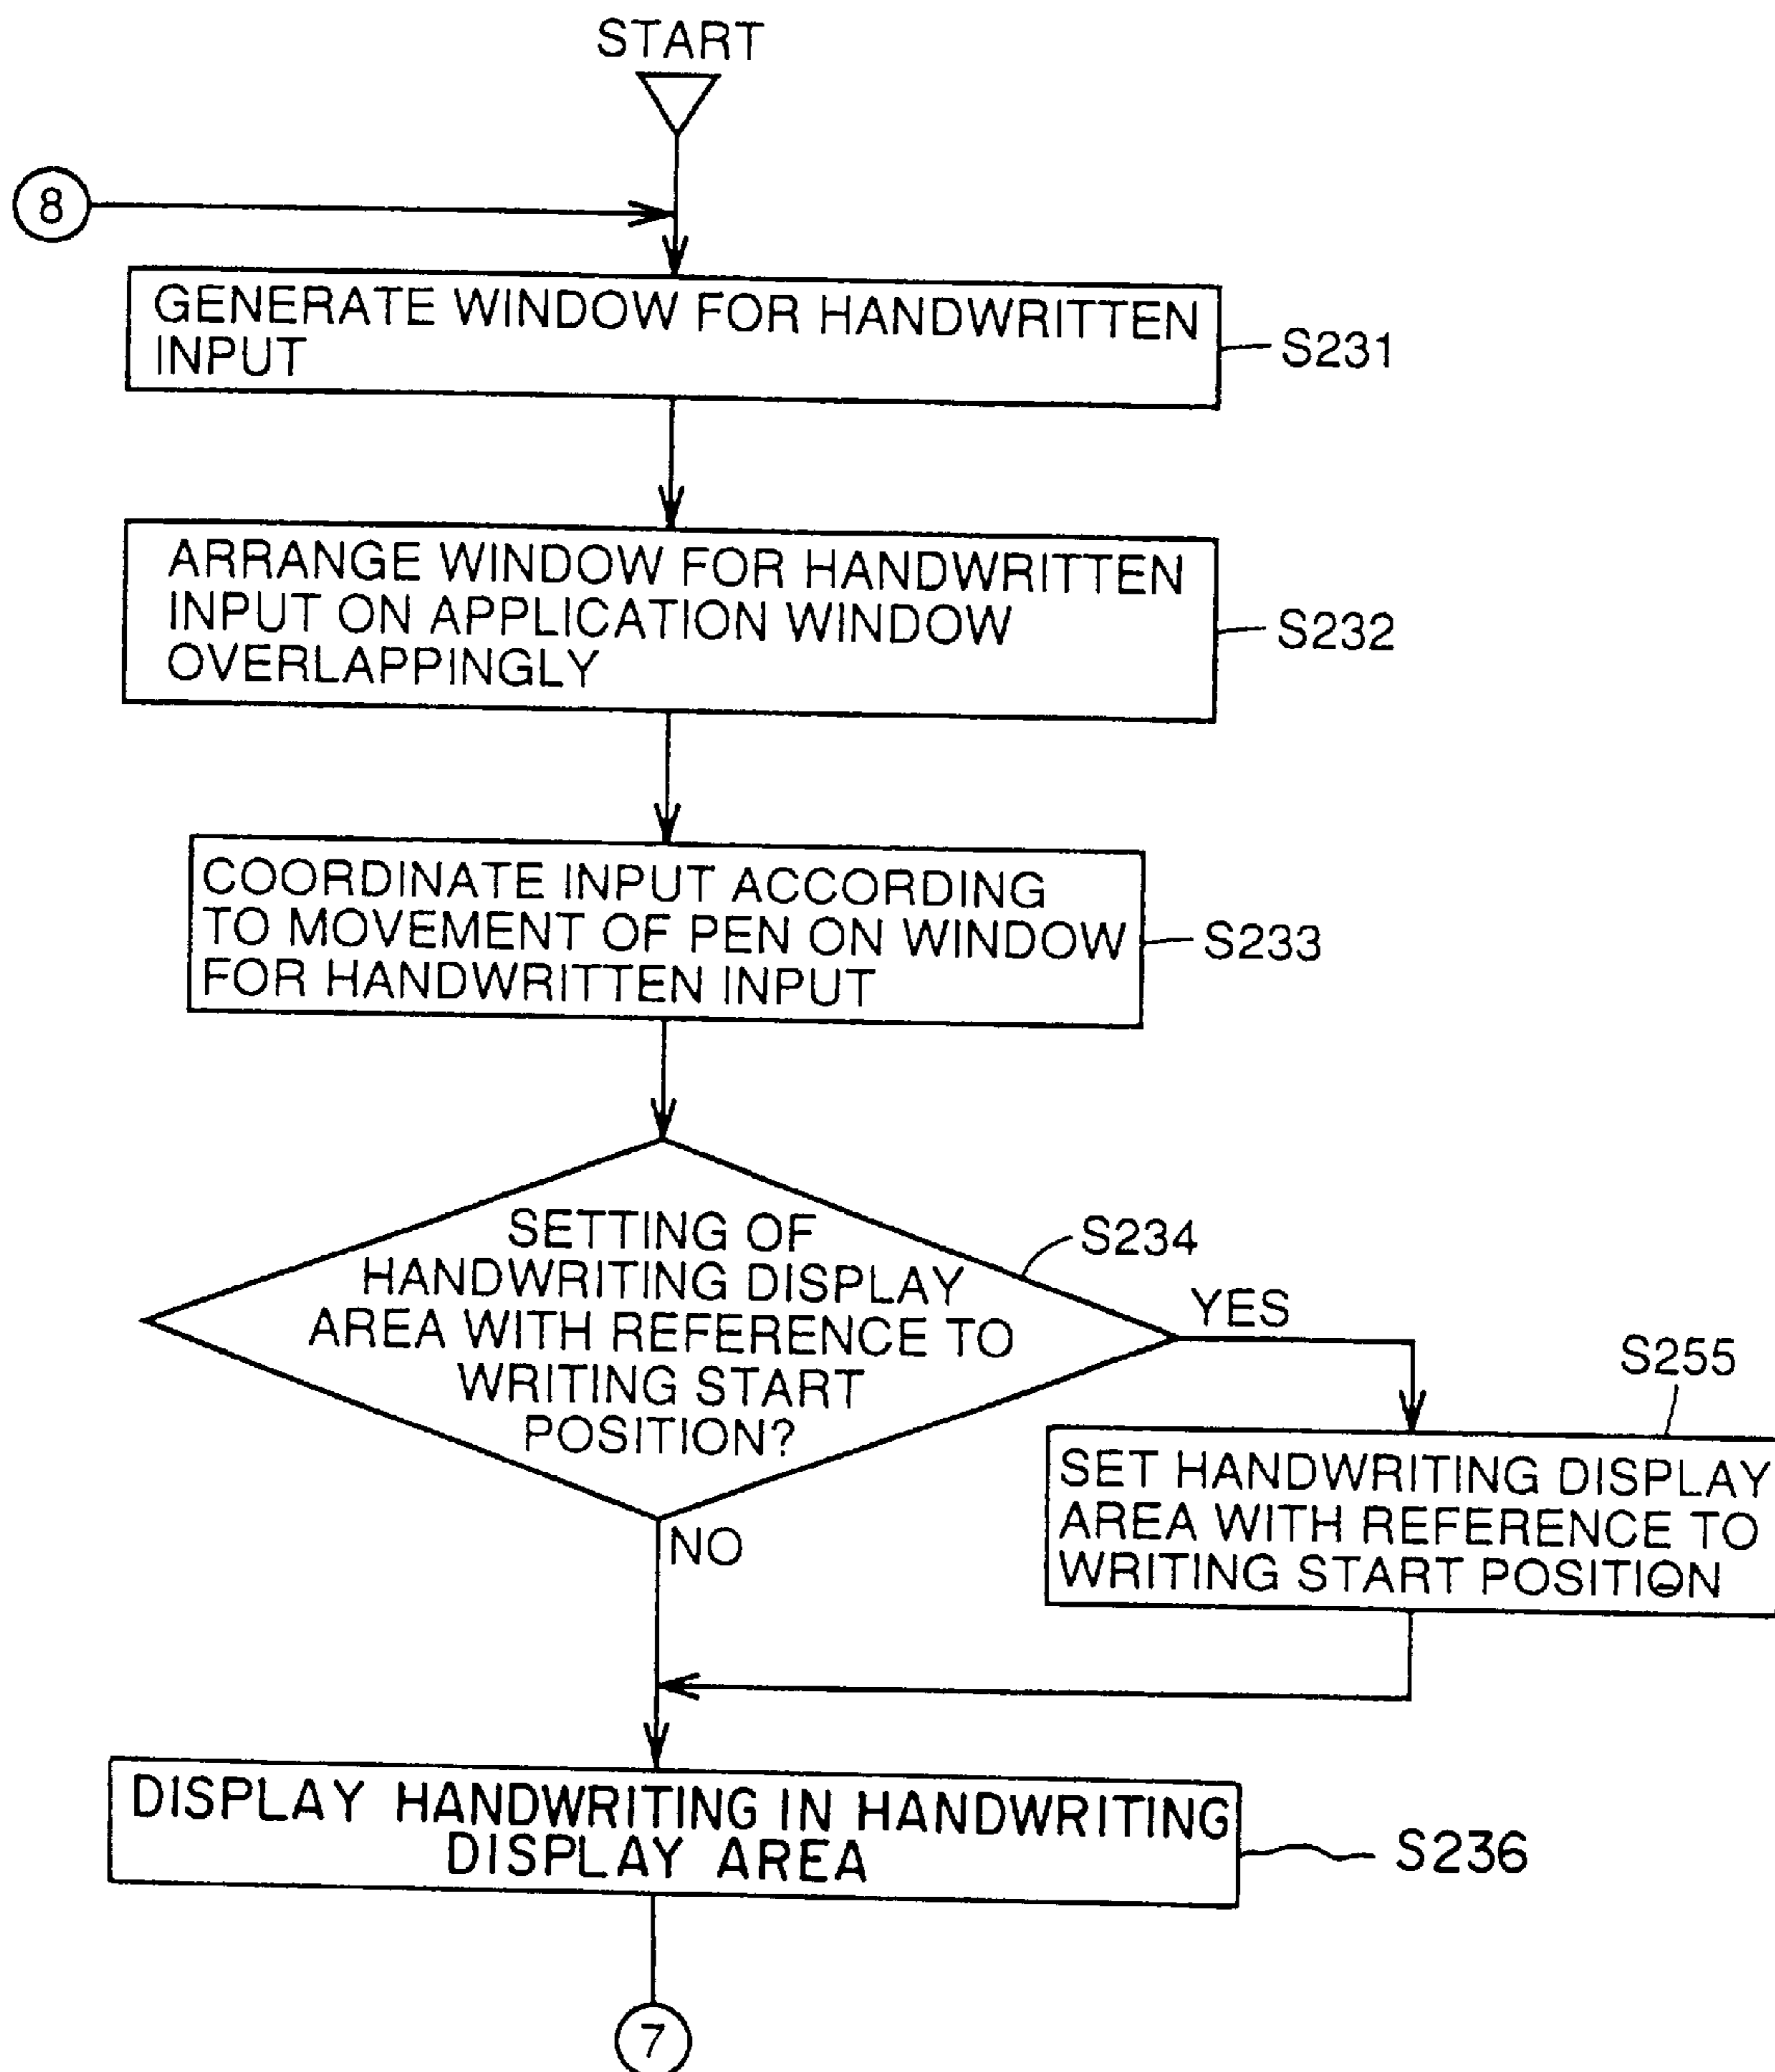 START
8
GENERATE WINDOW FOR HANDWRITTEN
INPUT
S231
ARRANGE WINDOW FOR HANDWRITTEN
INPUT ON APPLICATION WINDOW
OVERLAPPINGLY
S232
COORDINATE INPUT ACCORDING
TO MOVEMENT OF PEN ON WINDOW
FOR HANDWRITTEN INPUT
S233
SETTING OF
HANDWRITING DISPLAY
AREA WITH REFERENCE TO
WRITING START
POSITION?
S234
YES
S255
SET HANDWRITING DISPLAY
AREA WITH REFERENCE TO
WRITING START POSITION
NO
DISPLAY HANDWRITING IN HANDWRITING
DISPLAY AREA
S236
7